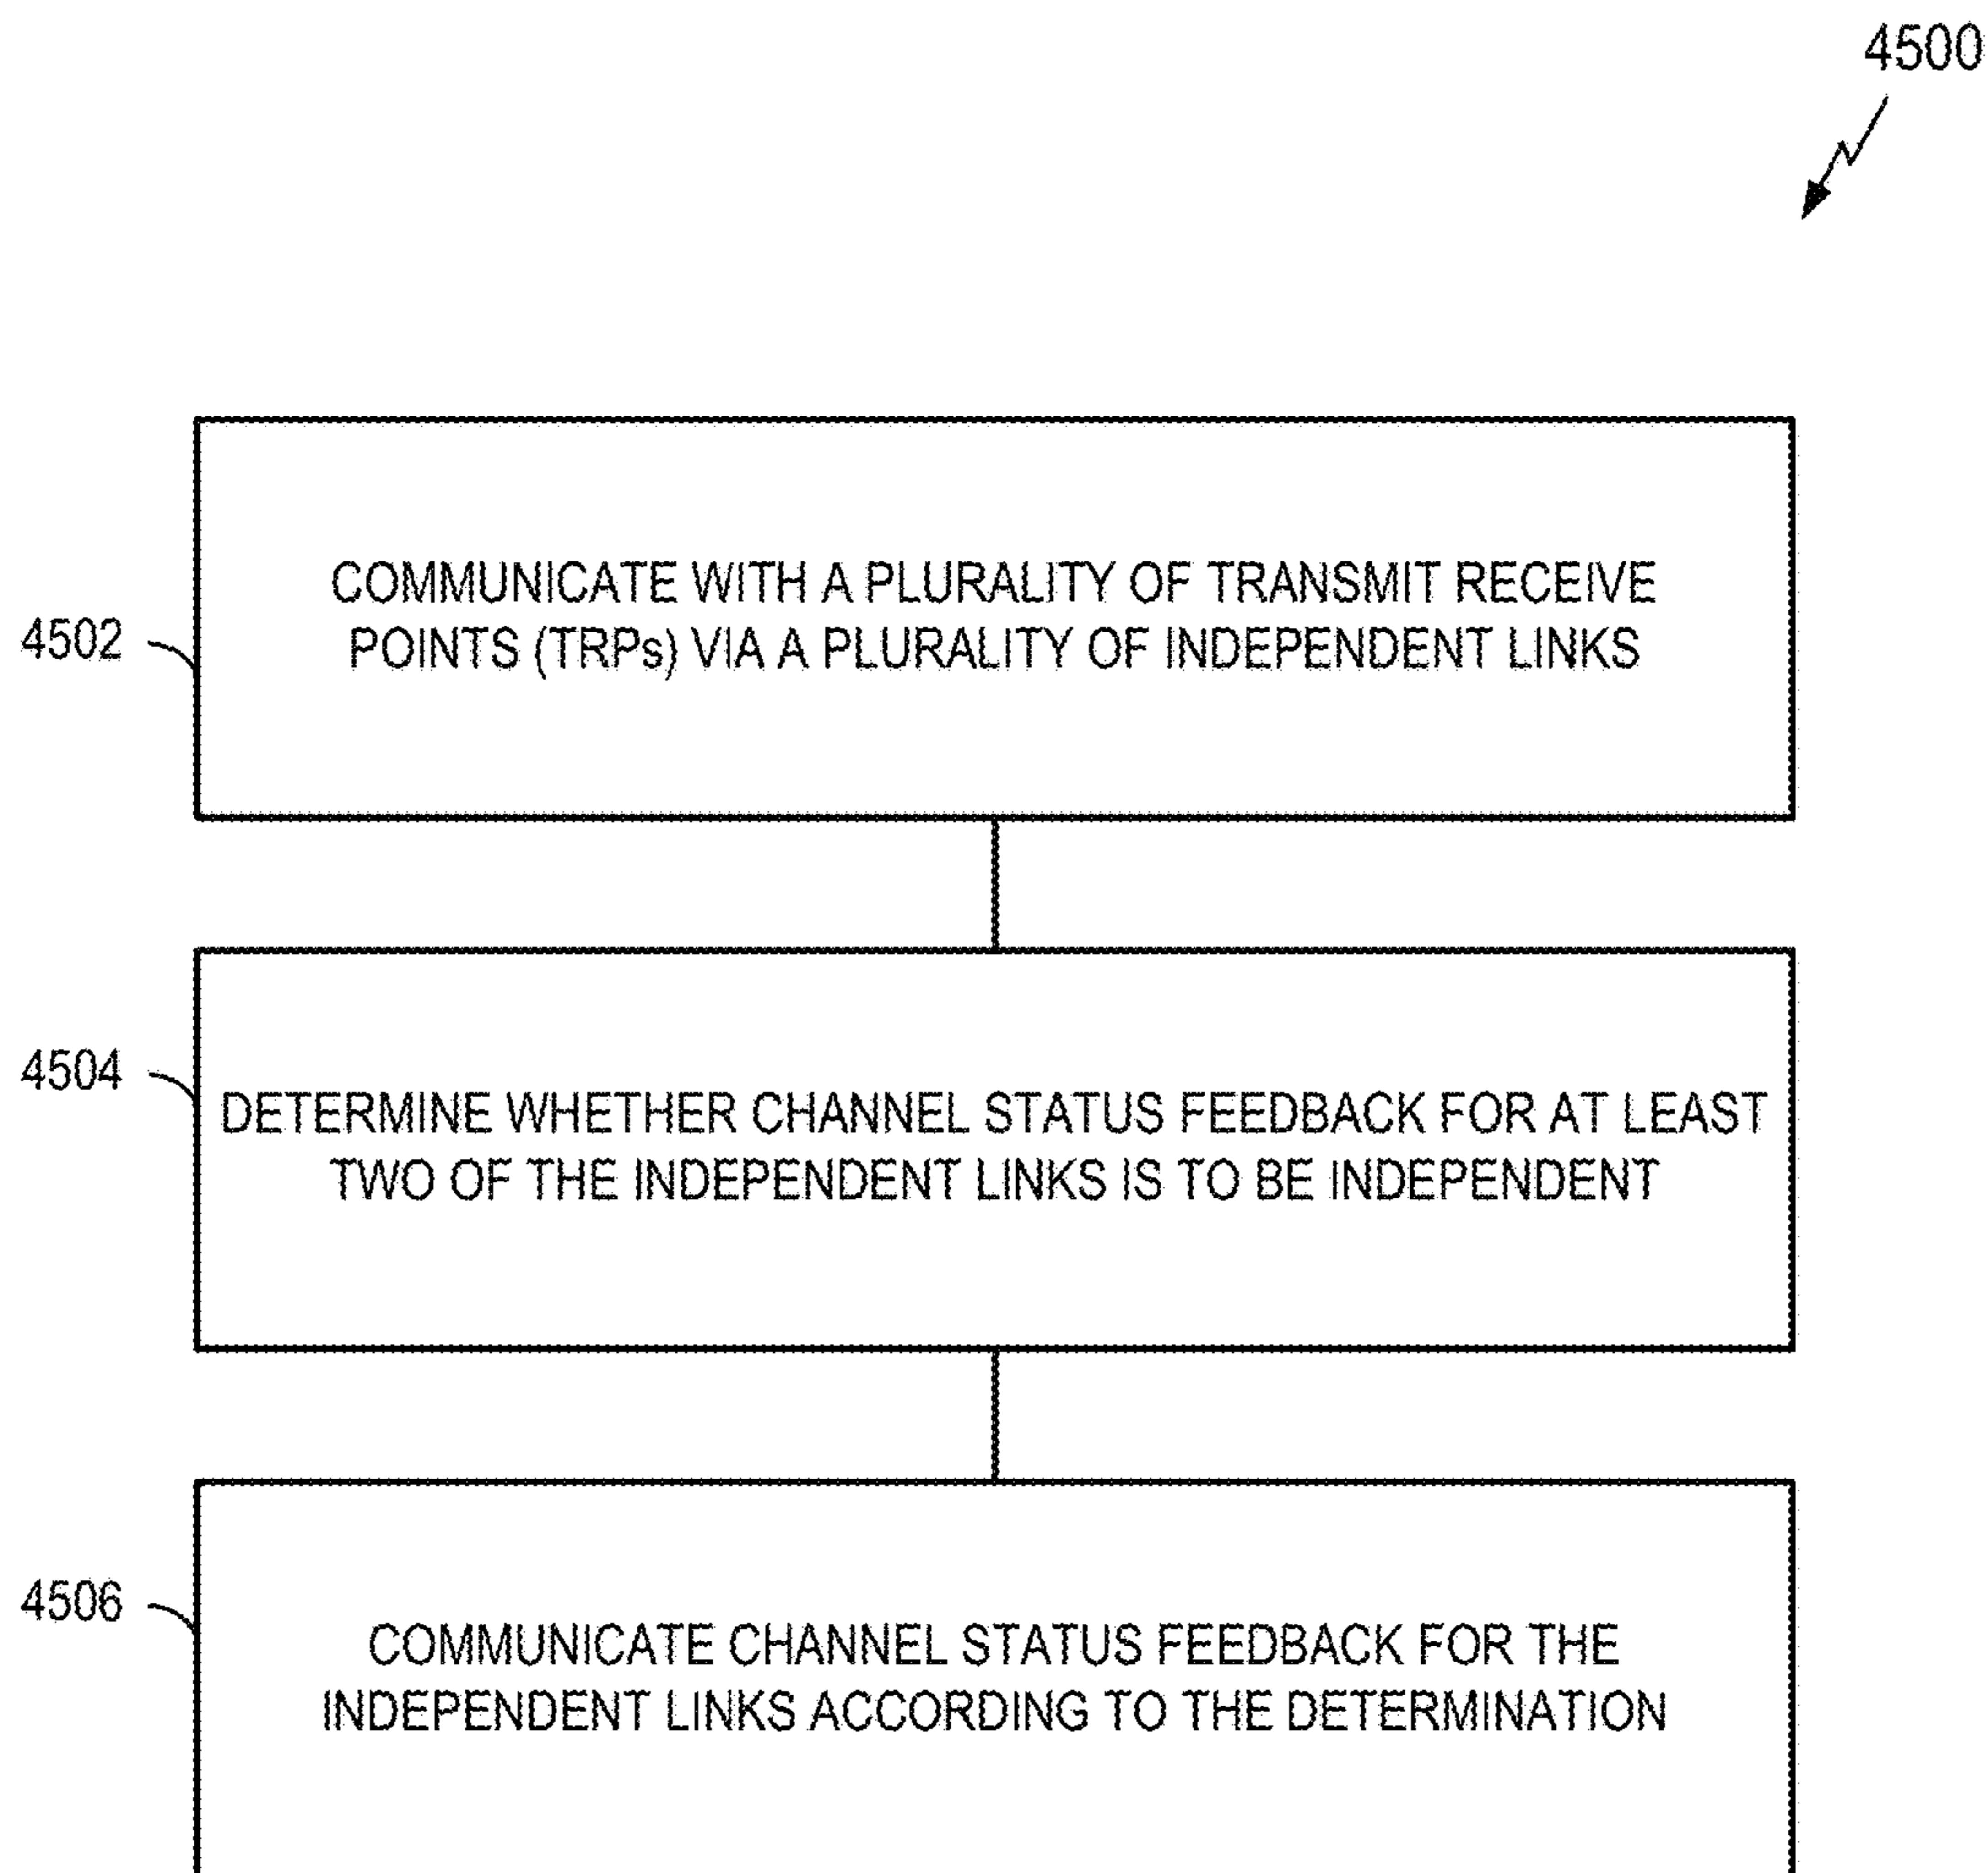 4500
COMMUNICATE WITH A PLURALITY OF TRANSMIT RECEIVE
POINTS (TRPs) VIA A PLURALITY OF INDEPENDENT LINKS
4502
4504
DETERMINE WHETHER CHANNEL STATUS FEEDBACK FOR AT LEAST
TWO OF THE INDEPENDENT LINKS IS TO BE INDEPENDENT
4506
COMMUNICATE CHANNEL STATUS FEEDBACK FOR THE
INDEPENDENT LINKS ACCORDING TO THE DETERMINATION